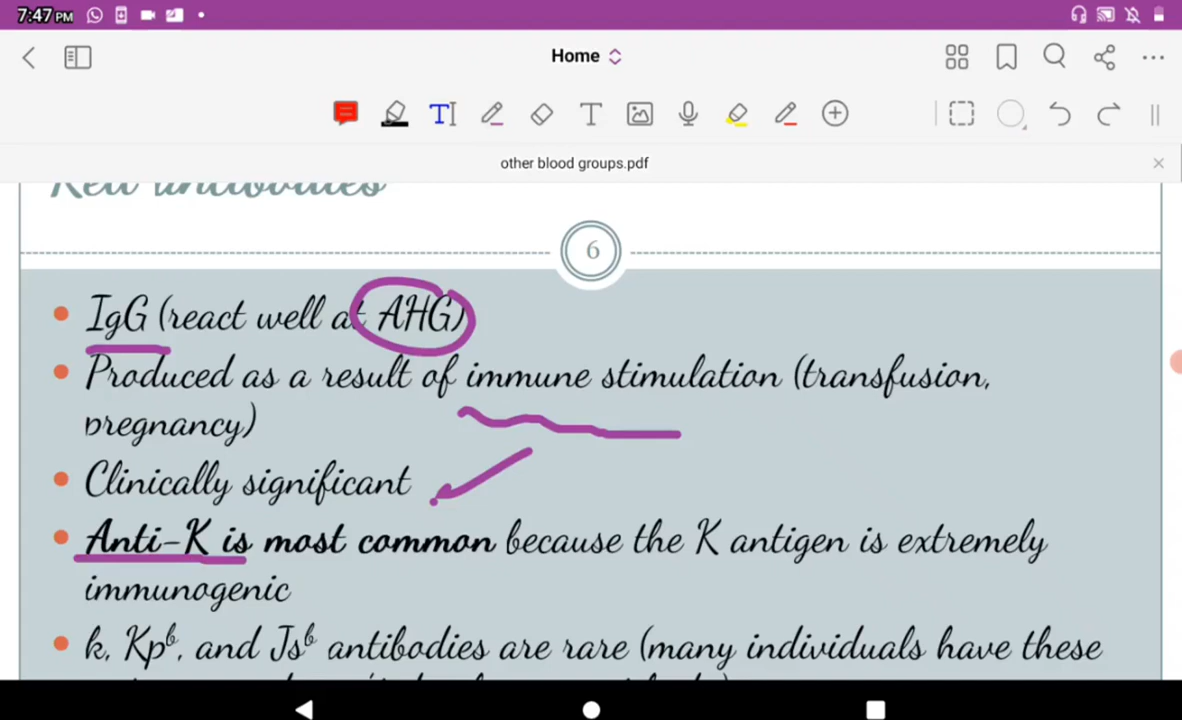 7:47 PM
Home
T
T
other blood groups.pdf
Kell antibodies
6
IgG (react well at AHG)
Produced as a result of immune stimulation (transfusion,
pregnancy)
Clinically significant
Anti-K is most common because the K antigen is extremely
immunogenic
k, Kpᵇ, and Jsᵇ antibodies are rare (many individuals have these